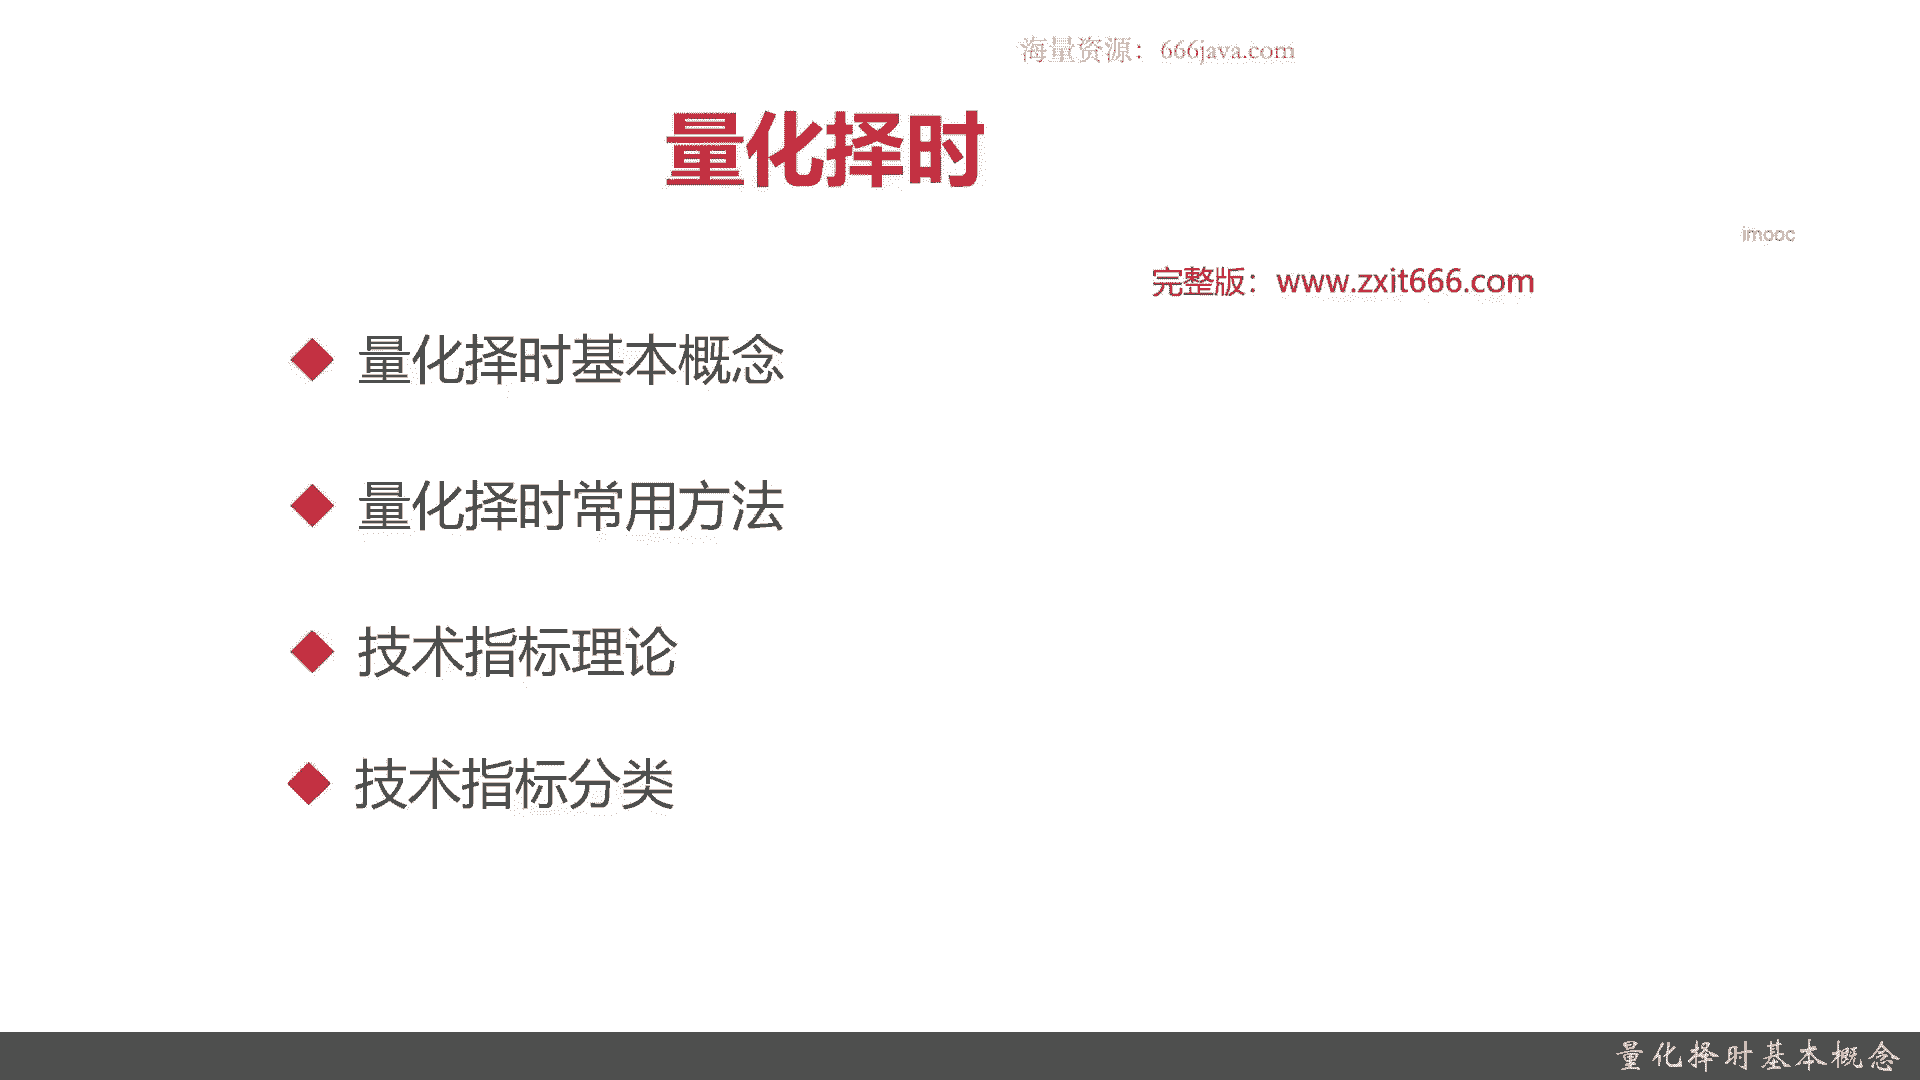 海量资源：666java.com
量化择时
imooc
完整版：www.zxit666.com
量化择时基本概念
量化择时常用方法
技术指标理论
技术指标分类
量化择时基本概念